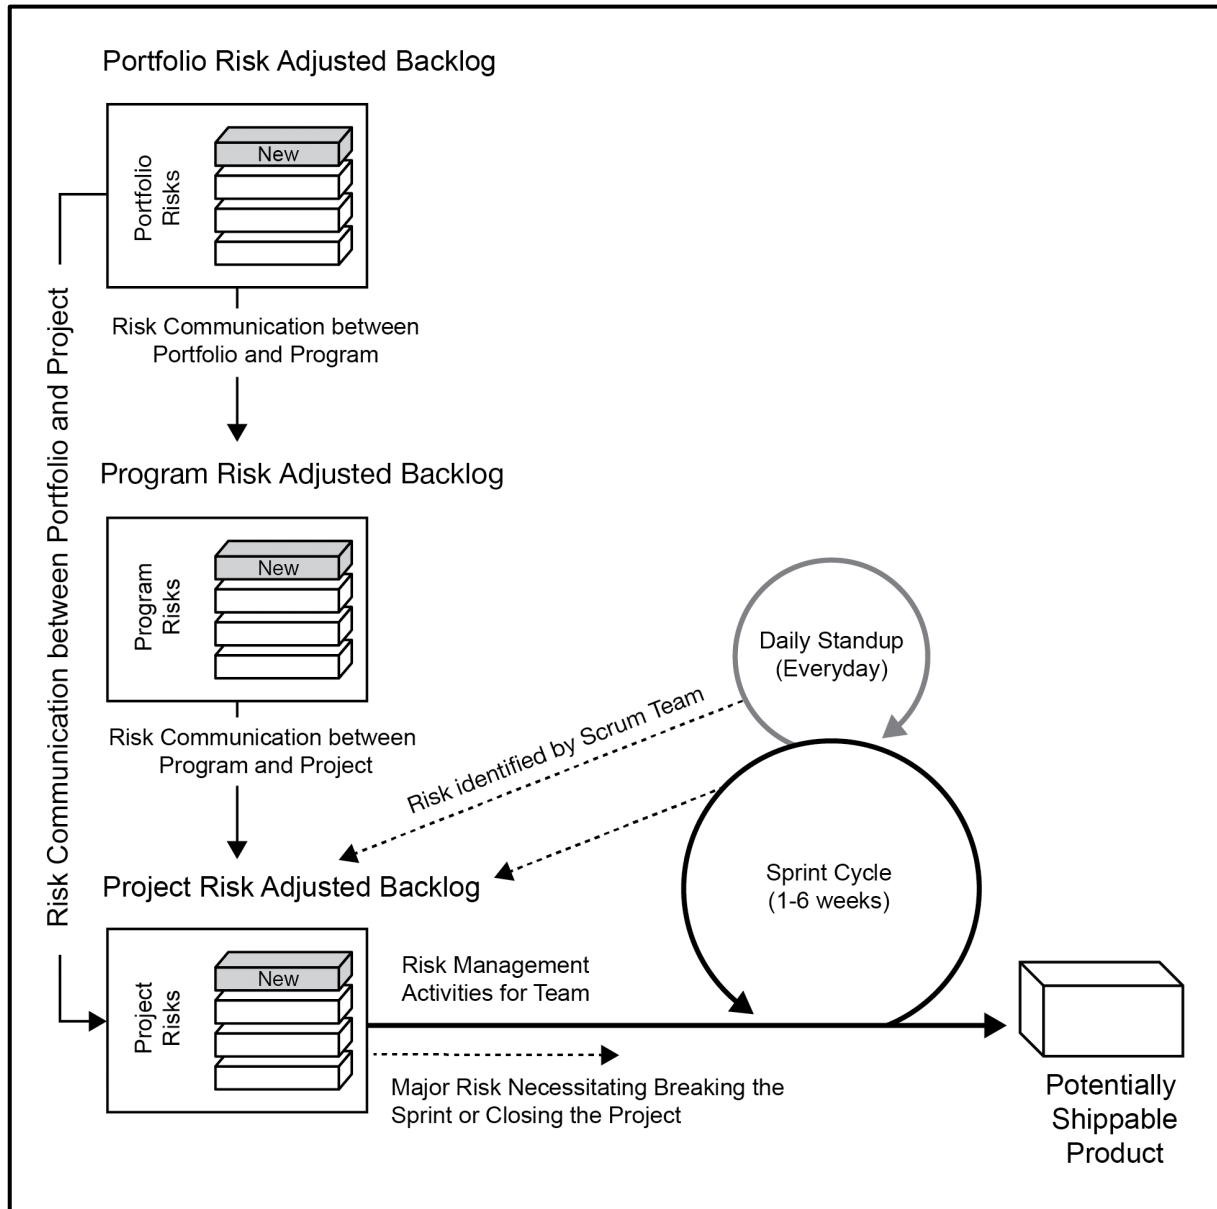 Portfolio Risk Adjusted Backlog
Portfolio
Risks
New
Risk Communication between
Portfolio and Program
Risk Communication between Portfolio and Project
Program Risk Adjusted Backlog
Program
Risks
New
Risk Communication between
Program and Project
Daily Standup
(Everyday)
Risk identified by Scrum Team
Sprint Cycle
(1-6 weeks)
Project Risk Adjusted Backlog
Project
Risks
New
Risk Management
Activities for Team
Major Risk Necessitating Breaking the
Sprint or Closing the Project
Potentially
Shippable
Product